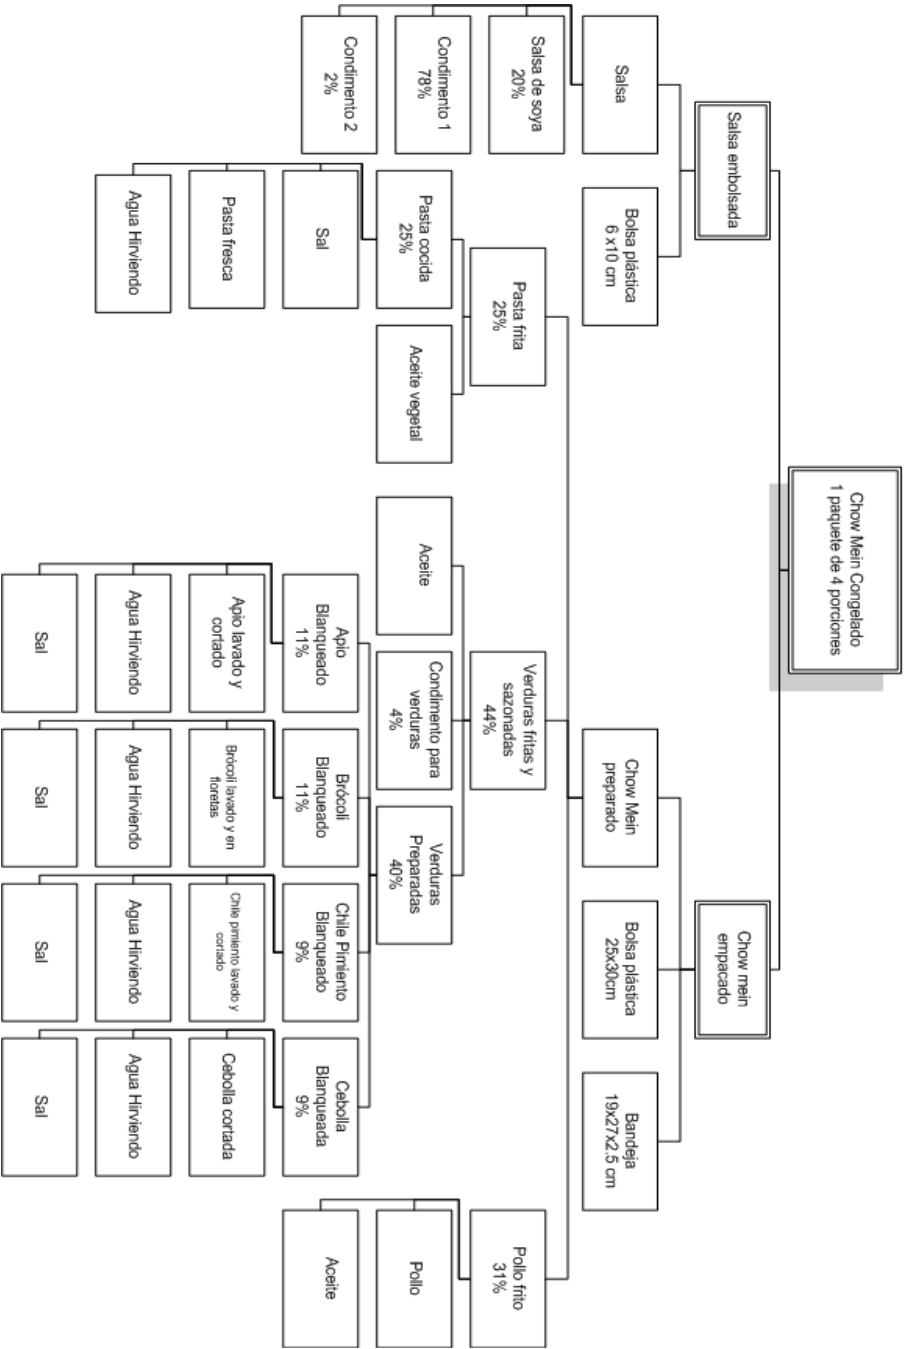 Chow Mein Congelado
1 paquete de 4 porciones
Salsa embolsada
Chow mein
empacado
Salsa
Bolsa plástica
6 x10 cm
Chow Mein
preparado
Bolsa plástica
25x30cm
Bandeja
19x27x2.5 cm
Salsa de soya
20%
Condimento 1
78%
Condimento 2
2%
Pasta frita
25%
Verduras fritas y
sazonadas
44%
Pollo frito
31%
Pasta cocida
25%
Aceite vegetal
Aceite
Condimento para
verduras
4%
Verduras
Preparadas
40%
Pollo
Aceite
Sal
Pasta fresca
Agua Hirviendo
Apio
Blanqueado
11%
Brócoli
Blanqueado
11%
Chile Pimiento
Blanqueado
9%
Cebolla
Blanqueada
9%
Apio lavado y
cortado
Brócoli lavado y en
floretas
Chile pimiento lavado y
cortado
Cebolla cortada
Agua Hirviendo
Agua Hirviendo
Agua Hirviendo
Agua Hirviendo
Sal
Sal
Sal
Sal